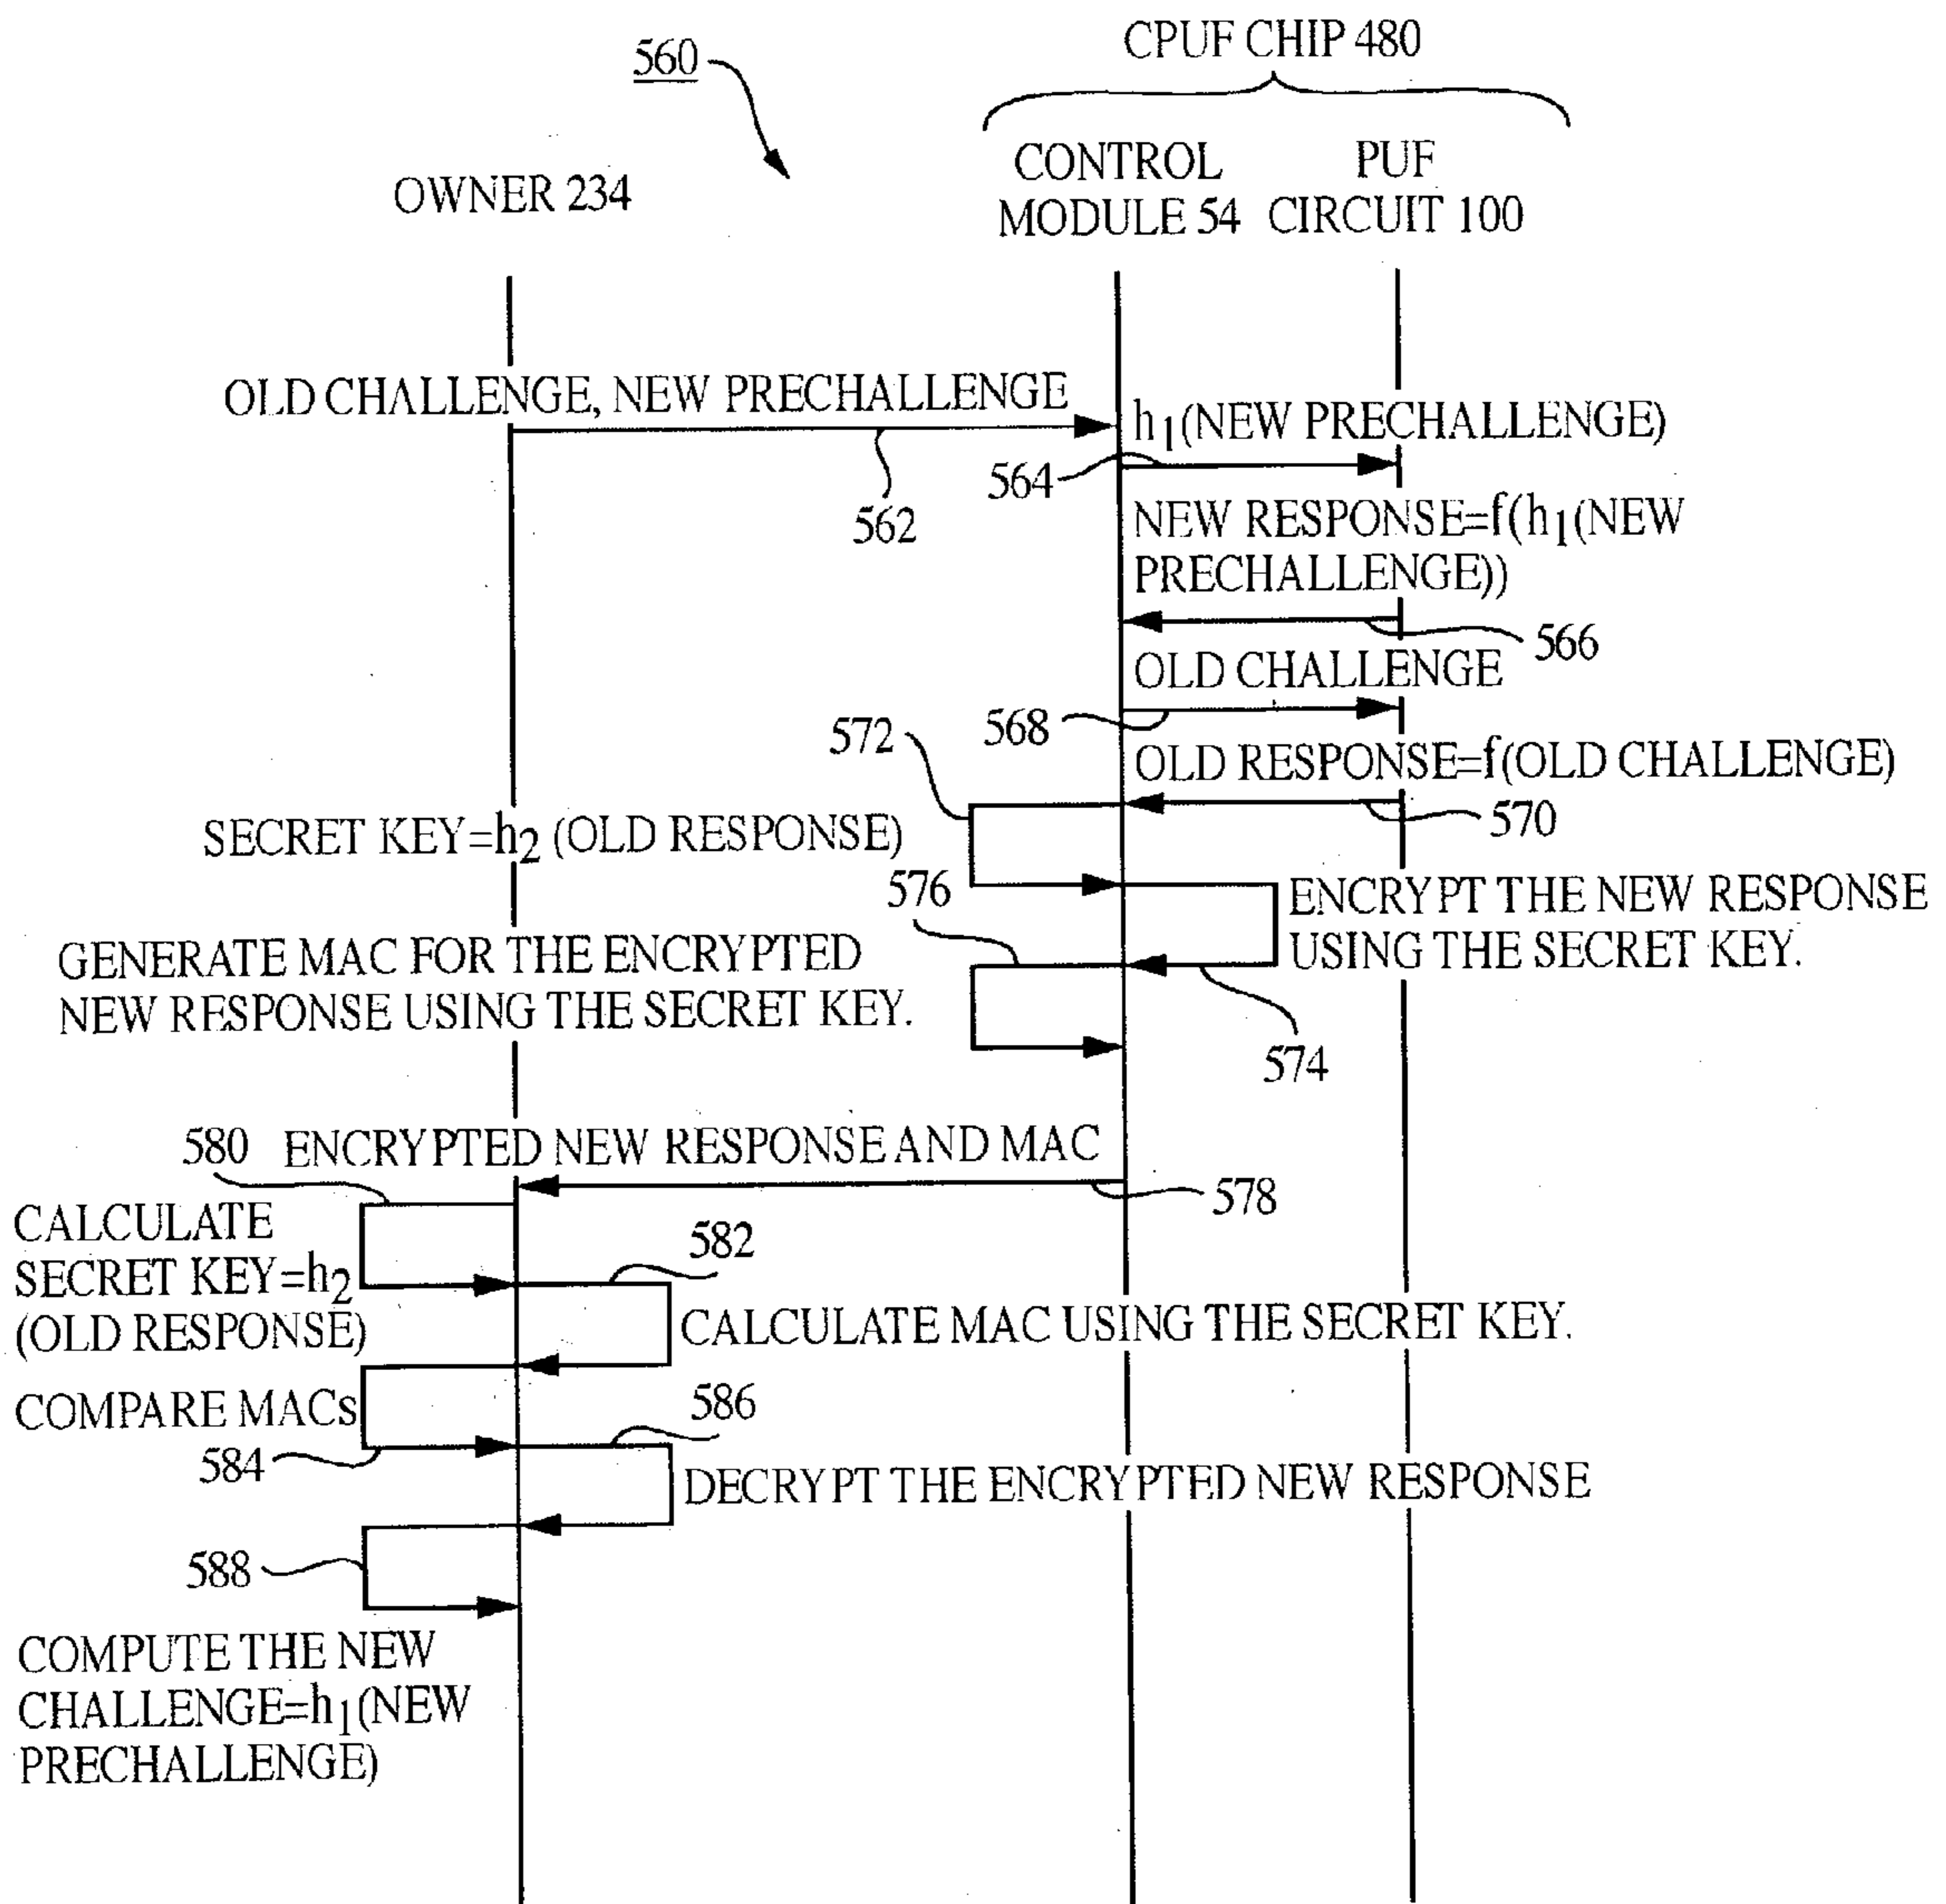 560
CPUF CHIP 480
OWNER 234
CONTROL
MODULE 54
PUF
CIRCUIT 100
OLD CHALLENGE, NEW PRECHALLENGE
562
h1(NEW PRECHALLENGE)
564
NEW RESPONSE=f(h1(NEW
PRECHALLENGE))
566
OLD CHALLENGE
568
572
OLD RESPONSE=f(OLD CHALLENGE)
570
SECRET KEY=h2 (OLD RESPONSE)
576
ENCRYPT THE NEW RESPONSE
USING THE SECRET KEY.
574
GENERATE MAC FOR THE ENCRYPTED
NEW RESPONSE USING THE SECRET KEY.
580
ENCRYPTED NEW RESPONSE AND MAC
578
CALCULATE
SECRET KEY=h2
(OLD RESPONSE)
582
CALCULATE MAC USING THE SECRET KEY.
COMPARE MACs
584
586
DECRYPT THE ENCRYPTED NEW RESPONSE
588
COMPUTE THE NEW
CHALLENGE=h1(NEW
PRECHALLENGE)